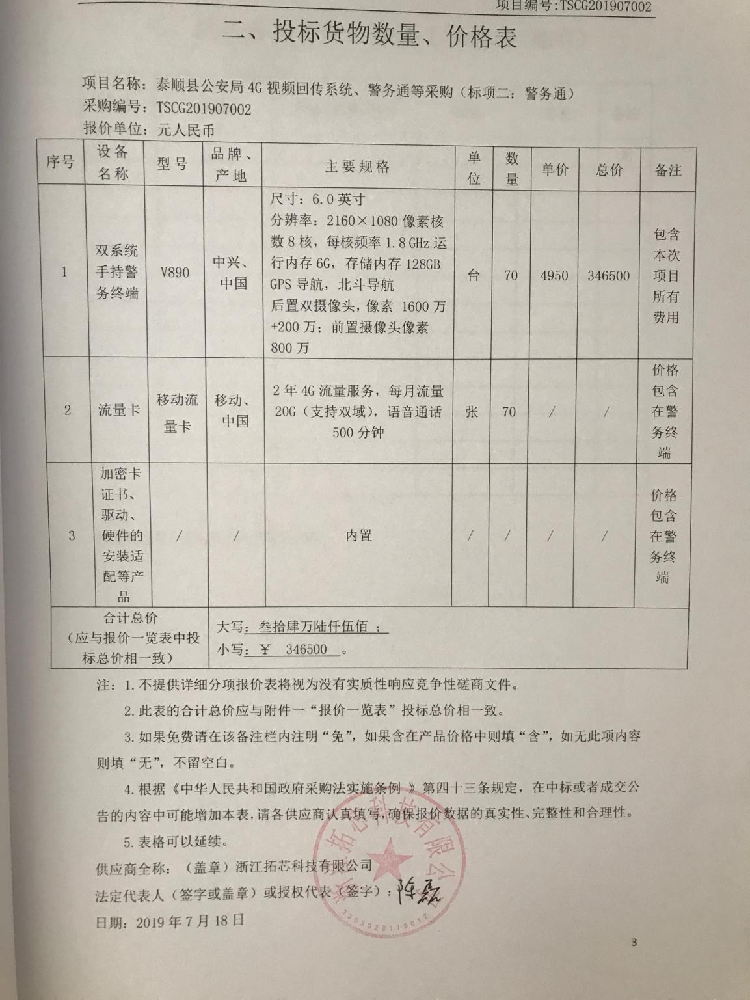 项目编号:TSCG201907002
二、投标货物数量、价格表
项目名称：泰顺县公安局 4G 视频回传系统、警务通等采购（标项二：警务通）
采购编号：TSCG201907002
报价单位：元人民币
序号
设备
名称
型号
品牌、
产地
主要规格
单
位
数
量
单价
总价
备注
1
双系统
手持警
务终端
V890
中兴、
中国
尺寸：6.0 英寸
分辨率：2160×1080 像素核
数 8 核，每核频率 1.8 GHz 运
行内存 6G，存储内存 128GB
GPS 导航，北斗导航
后置双摄像头，像素 1600 万
+200 万；前置摄像头像素
800 万
台
70
4950
346500
包含
本次
项目
所有
费用
2
流量卡
移动流
量卡
移动、
中国
2 年 4G 流量服务，每月流量
20G（支持双域），语音通话
500 分钟
张
70
/
/
价格
包含
在警
务终
端
3
加密卡
证书、
驱动、
硬件的
安装适
配等产
品
/
/
内置
/
/
/
/
价格
包含
在警
务终
端
合计总价
（应与报价一览表中投
标总价相一致）
大写：叁拾肆万陆仟伍佰 ；
小写：￥ 346500 。
注：1. 不提供详细分项报价表将视为没有实质性响应竞争性磋商文件。
2. 此表的合计总价应与附件一“报价一览表”投标总价相一致。
3. 如果免费请在该备注栏内注明“免”，如果含在产品价格中则填“含”，如无此项内容
则填“无”，不留空白。
4. 根据《中华人民共和国政府采购法实施条例 》第四十三条规定，在中标或者成交公
告的内容中可能增加本表，请各供应商认真填写，确保报价数据的真实性、完整性和合理性。
5. 表格可以延续。
供应商全称：（盖章）浙江拓芯科技有限公司
法定代表人（签字或盖章）或授权代表（签字）：陈磊
日期：2019 年 7 月 18 日
浙江拓芯科技有限公司
3